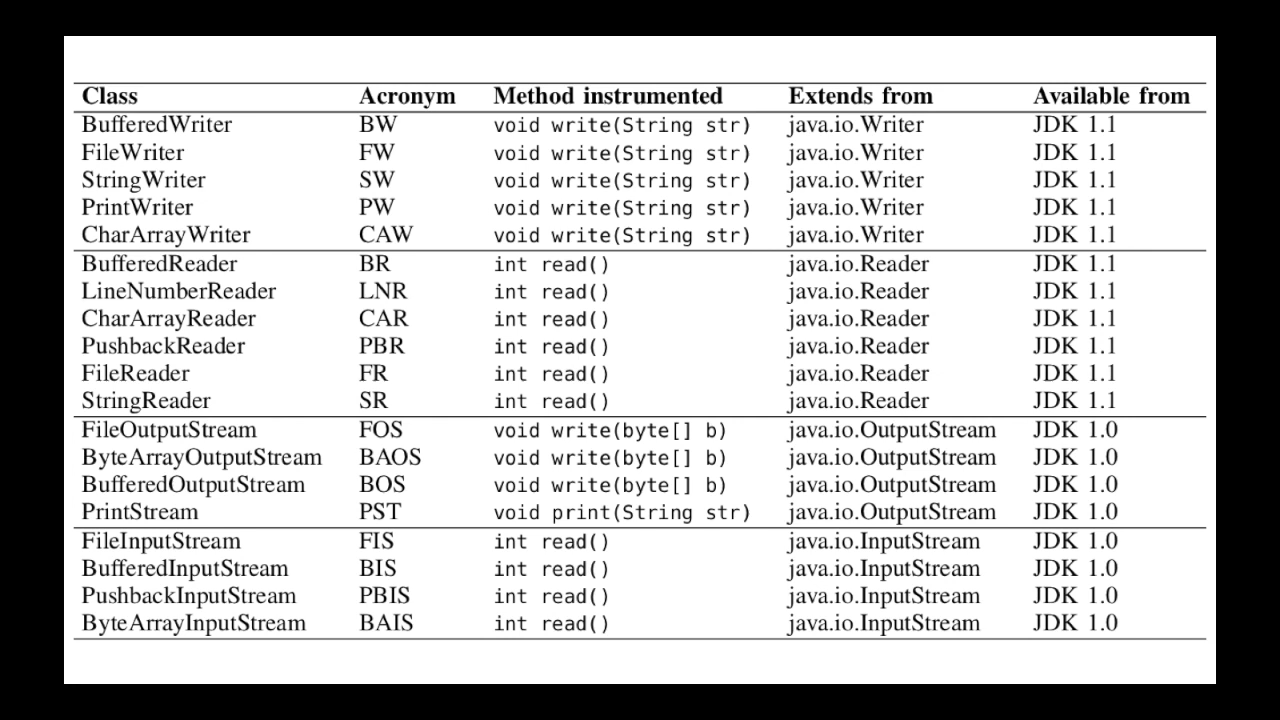 Class Acronym Method instrumented Extends from Available from
BufferedWriter BW void write(String str) java.io.Writer JDK 1.1
FileWriter FW void write(String str) java.io.Writer JDK 1.1
StringWriter SW void write(String str) java.io.Writer JDK 1.1
PrintWriter PW void write(String str) java.io.Writer JDK 1.1
CharArrayWriter CAW void write(String str) java.io.Writer JDK 1.1
BufferedReader BR int read() java.io.Reader JDK 1.1
LineNumberReader LNR int read() java.io.Reader JDK 1.1
CharArrayReader CAR int read() java.io.Reader JDK 1.1
PushbackReader PBR int read() java.io.Reader JDK 1.1
FileReader FR int read() java.io.Reader JDK 1.1
StringReader SR int read() java.io.Reader JDK 1.1
FileOutputStream FOS void write(byte[] b) java.io.OutputStream JDK 1.0
ByteArrayOutputStream BAOS void write(byte[] b) java.io.OutputStream JDK 1.0
BufferedOutputStream BOS void write(byte[] b) java.io.OutputStream JDK 1.0
PrintStream PST void print(String str) java.io.OutputStream JDK 1.0
FileInputStream FIS int read() java.io.InputStream JDK 1.0
BufferedInputStream BIS int read() java.io.InputStream JDK 1.0
PushbackInputStream PBIS int read() java.io.InputStream JDK 1.0
ByteArrayInputStream BAIS int read() java.io.InputStream JDK 1.0